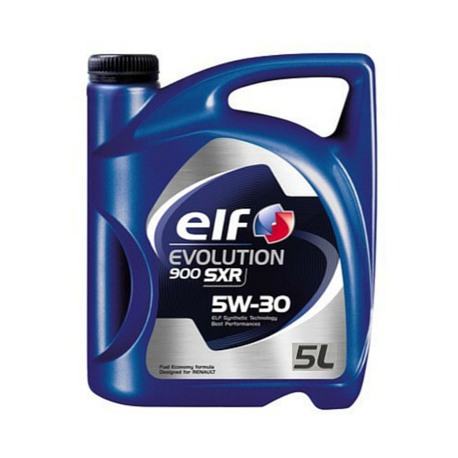 elf
EVOLUTION
900 SXR
5W-30
ELF Synthetic Technology
Best Performances
Fuel Economy formula
Designed for RENAULT
5L